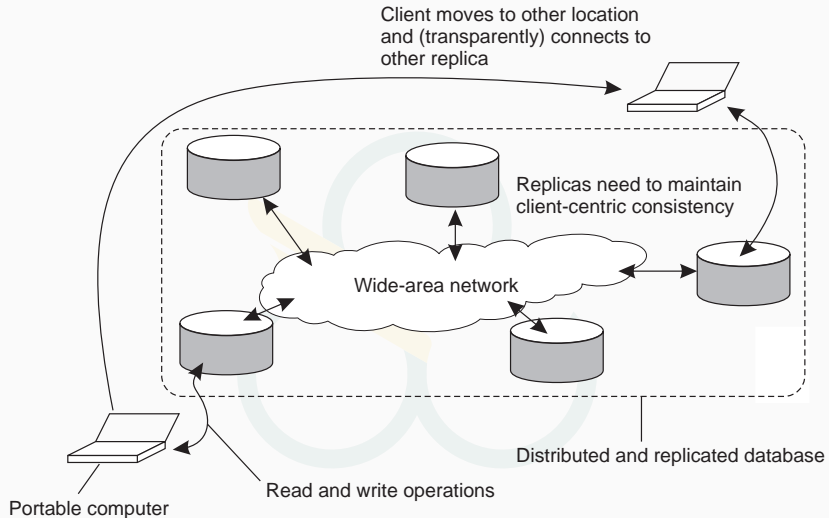 Client moves to other location
and (transparently) connects to
other replica
Replicas need to maintain
client-centric consistency
Wide-area network
Distributed and replicated database
Read and write operations
Portable computer